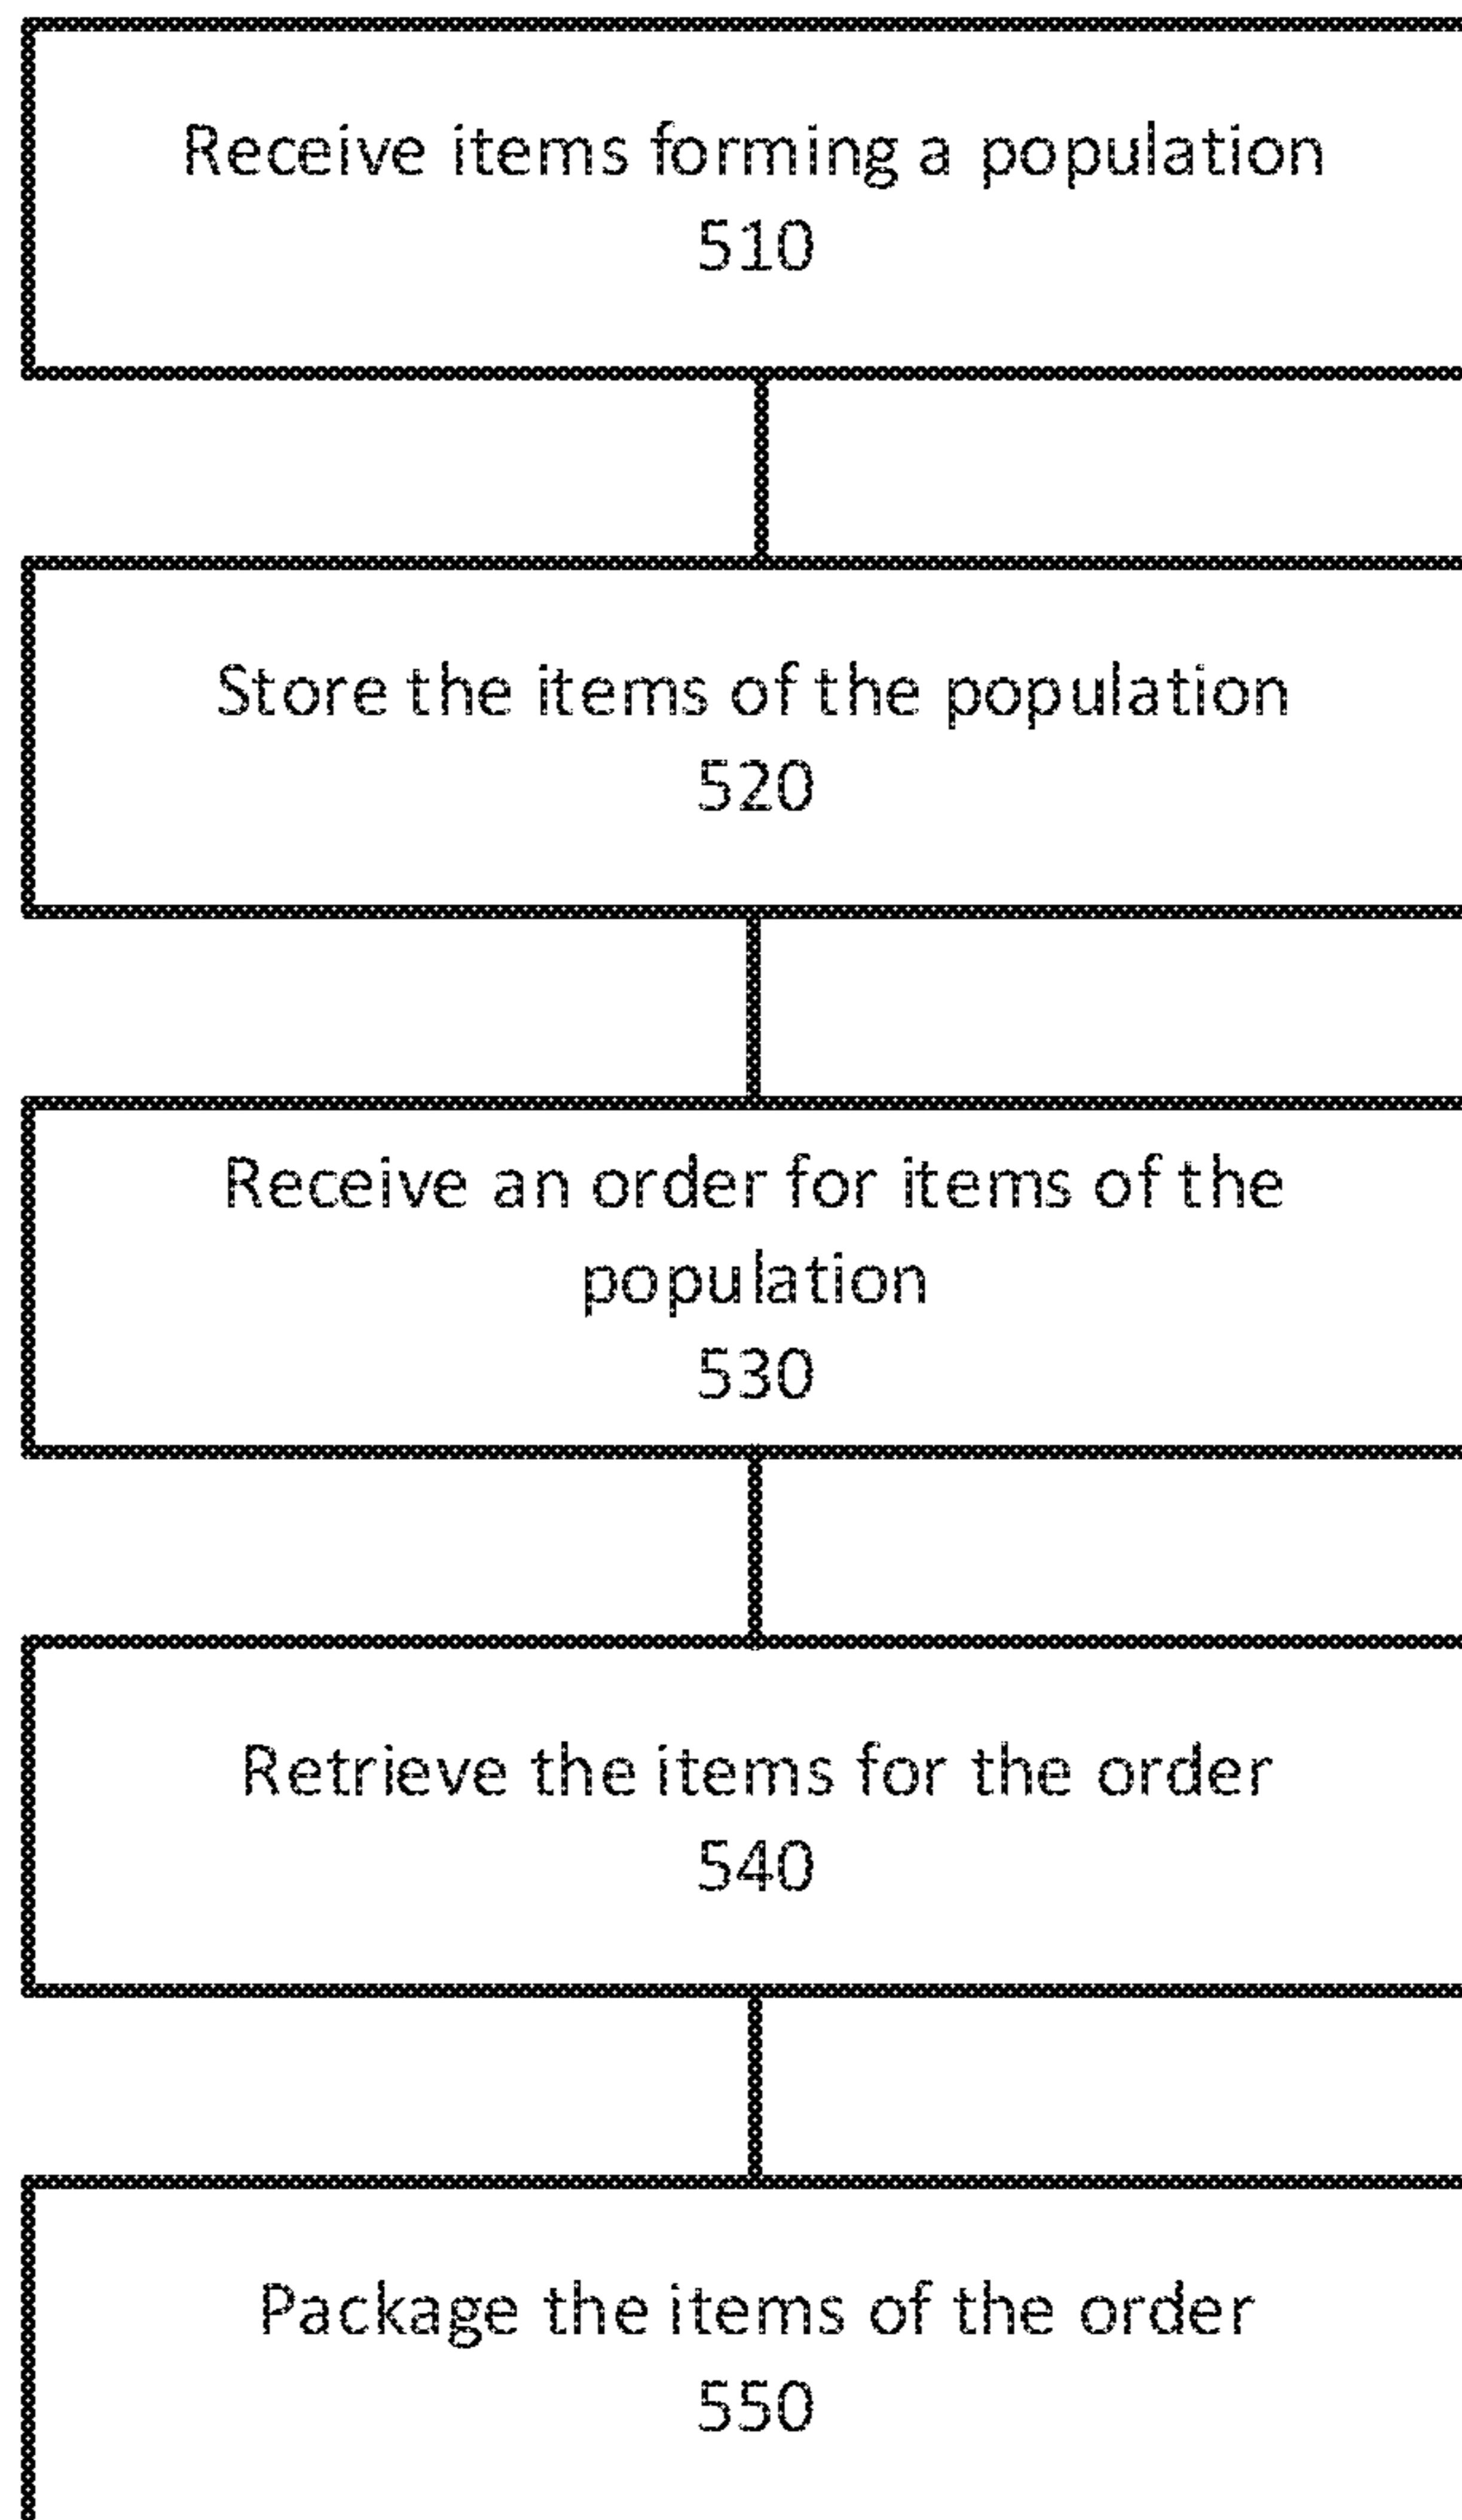 Receive items forming a population
510
Store the items of the population
520
Receive an order for items of the
population
530
Retrieve the items for the order
540
Package the items of the order
550